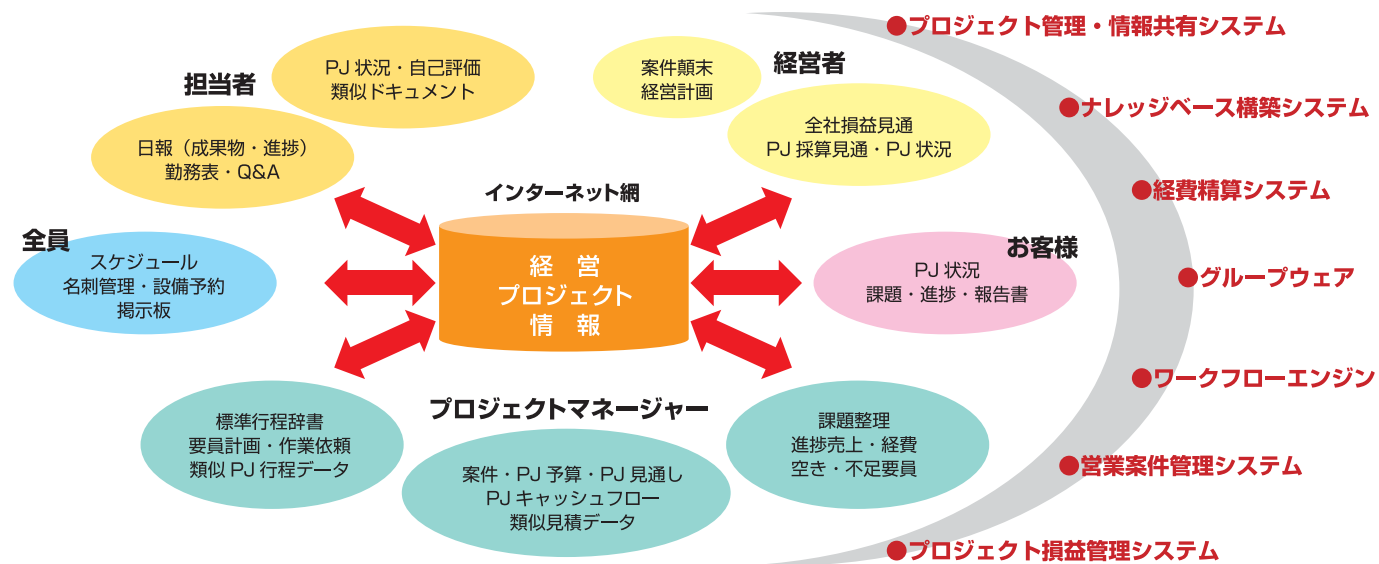 担当者
PJ 状況・自己評価
類似ドキュメント
日報（成果物・進捗）
勤務表・Q&A
経営者
案件顛末
経営計画
全社損益見通
PJ 採算見通・PJ 状況
インターネット網
経 営
プロジェクト
情 報
全員
スケジュール
名刺管理・設備予約
掲示板
お客様
PJ 状況
課題・進捗・報告書
プロジェクトマネージャー
標準行程辞書
要員計画・作業依頼
類似 PJ 行程データ
案件・PJ 予算・PJ 見通し
PJ キャッシュフロー
類似見積データ
課題整理
進捗売上・経費
空き・不足要員
●プロジェクト管理・情報共有システム
●ナレッジベース構築システム
●経費精算システム
●グループウェア
●ワークフローエンジン
●営業案件管理システム
●プロジェクト損益管理システム